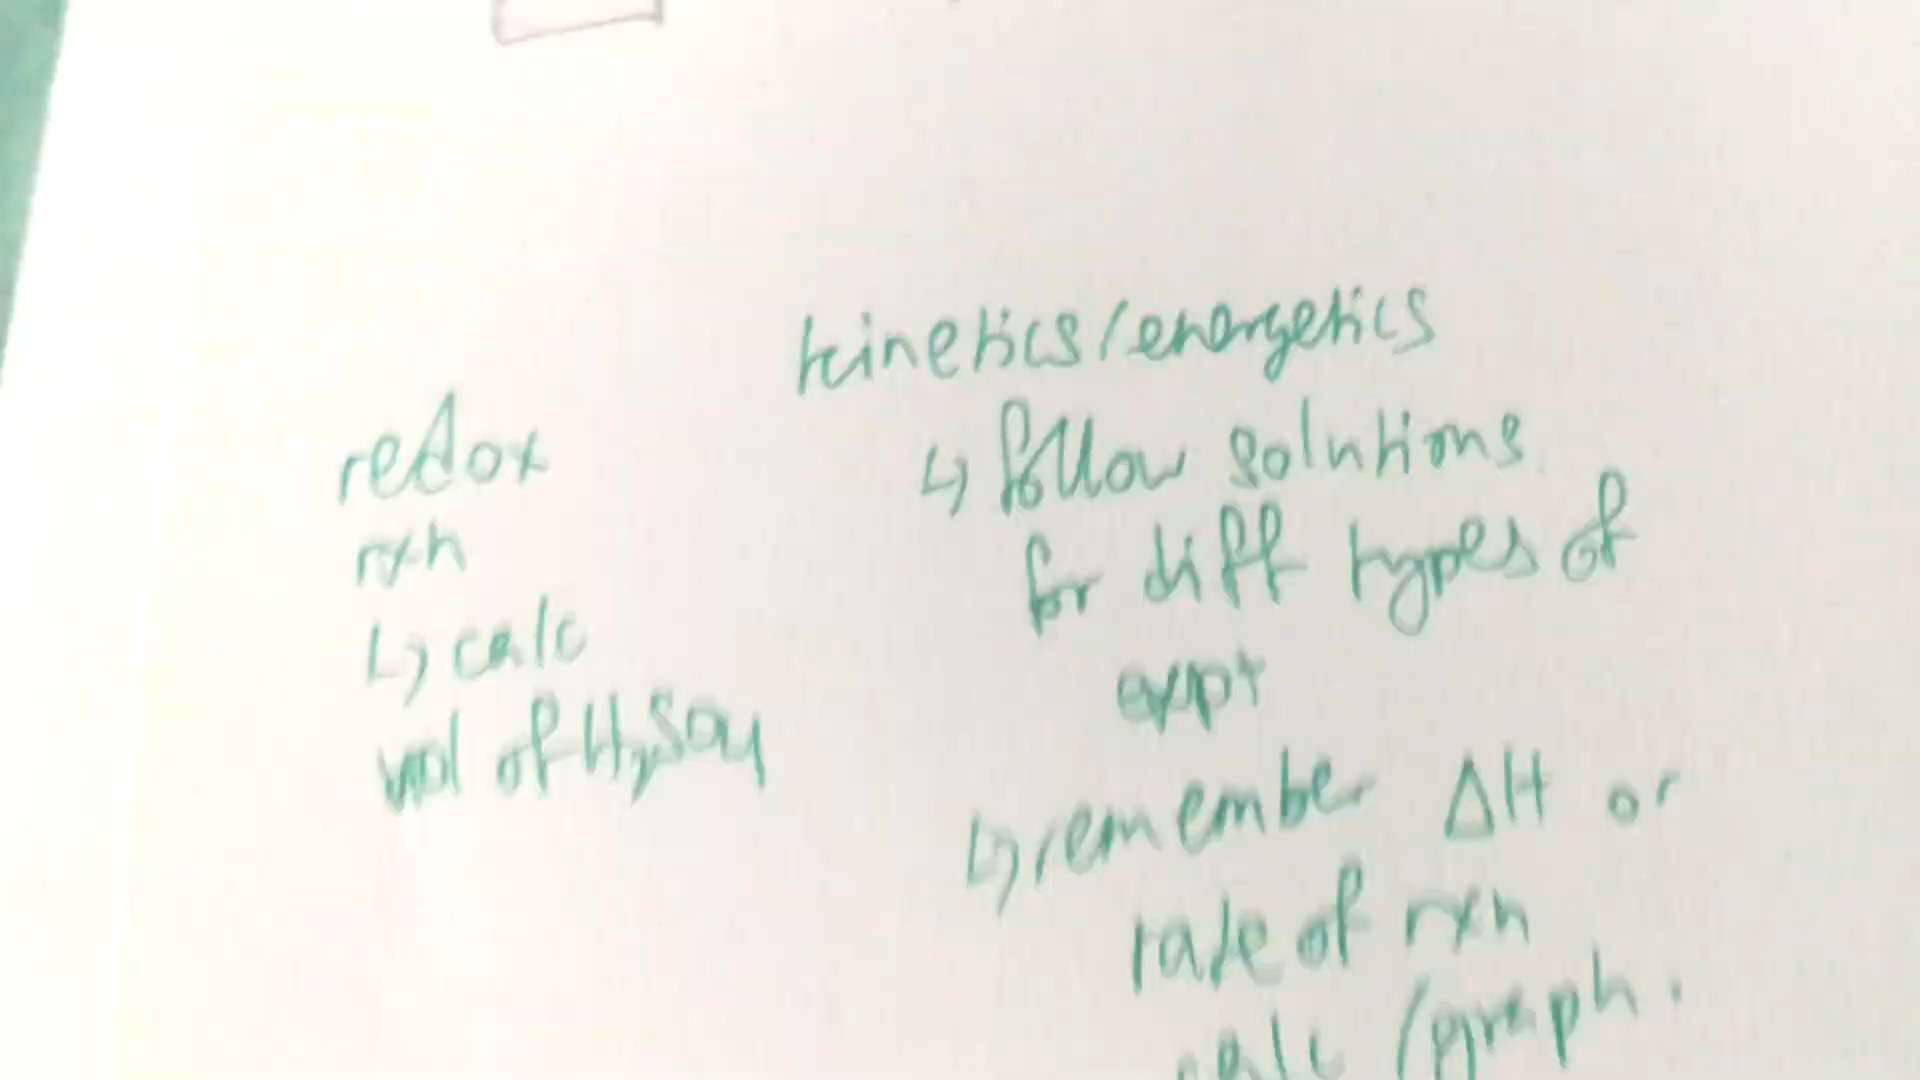 redox
rxn
↳ calc
vol of H2SO4
kinetics/energetics
↳ follow solutions
for diff types of
expt
↳ remember ΔH or
rate of rxn
calc /graph.